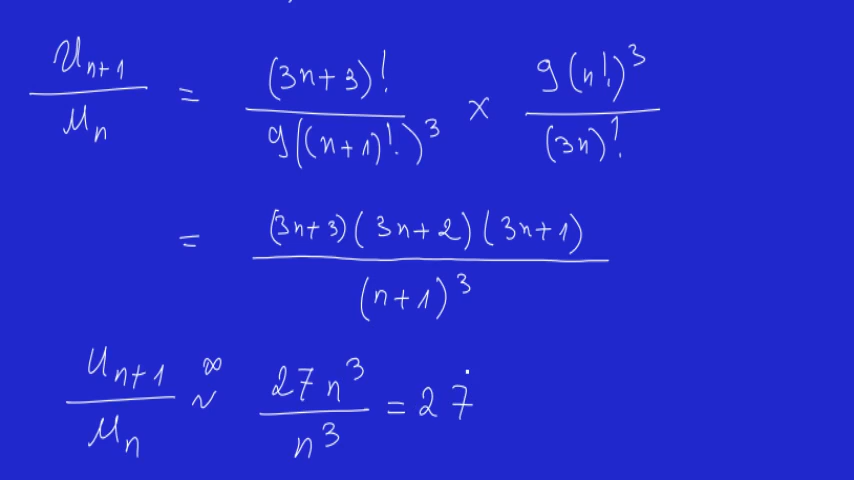 U_{n+1} / u_n = (3n+3)! / 9((n+1)!)^3 × 9(n!)^3 / (3n)!
= (3n+3)(3n+2)(3n+1) / (n+1)^3
u_{n+1} / u_n ~^∞ 27n^3 / n^3 = 27